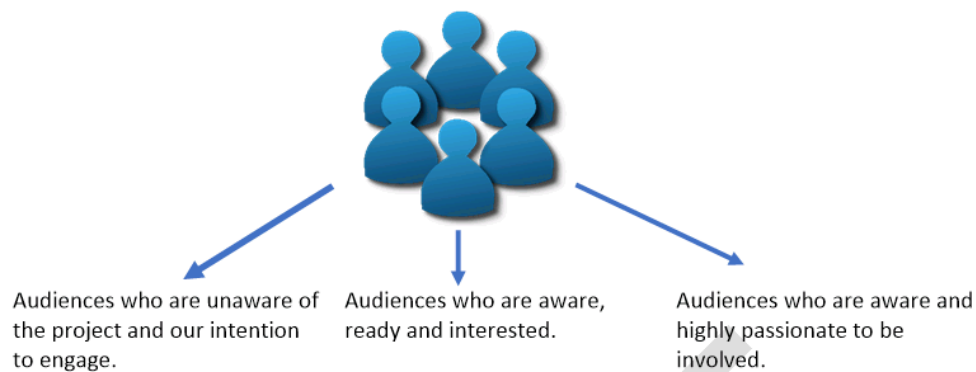 Audiences who are unaware of
the project and our intention
to engage.
Audiences who are aware,
ready and interested.
Audiences who are aware and
highly passionate to be
involved.